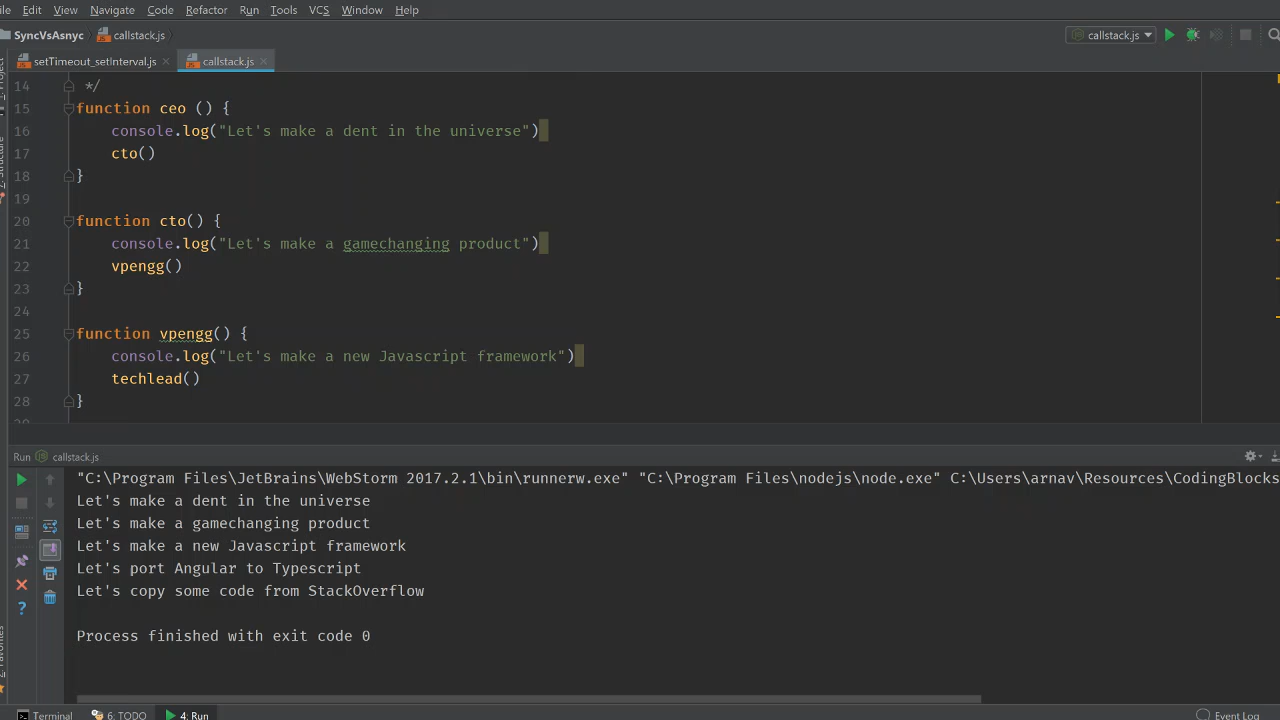 Edit View Navigate Code Refactor Run Tools VCS Window Help
SyncVsAsnyc callstack.js callstack.js
setTimeout_setInterval.js callstack.js
14 */
15 function ceo () {
16 console.log("Let's make a dent in the universe")
17 cto()
18 }
19
20 function cto() {
21 console.log("Let's make a gamechanging product")
22 vpengg()
23 }
24
25 function vpengg() {
26 console.log("Let's make a new Javascript framework")
27 techlead()
28 }
Run callstack.js
"C:\Program Files\JetBrains\WebStorm 2017.2.1\bin\runnerw.exe" "C:\Program Files\nodejs\node.exe" C:\Users\arnav\Resources\CodingBlocks
Let's make a dent in the universe
Let's make a gamechanging product
Let's make a new Javascript framework
Let's port Angular to Typescript
Let's copy some code from StackOverflow
Process finished with exit code 0
Terminal 6: TODO 4: Run Event Log